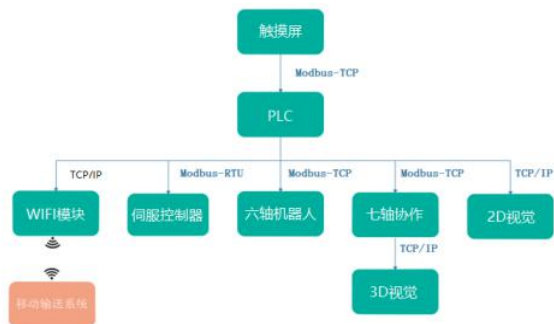 触摸屏
Modbus-TCP
PLC
TCP/IP
Modbus-RTU
Modbus-TCP
Modbus-TCP
TCP/IP
WIFI模块
伺服控制器
六轴机器人
七轴协作
2D视觉
TCP/IP
移动输送系统
3D视觉